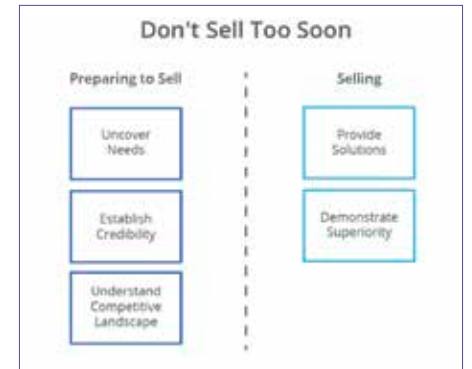 Don't Sell Too Soon
Preparing to Sell
Uncover
Needs
Establish
Credibility
Understand
Competitive
Landscape
Selling
Provide
Solutions
Demonstrate
Superiority